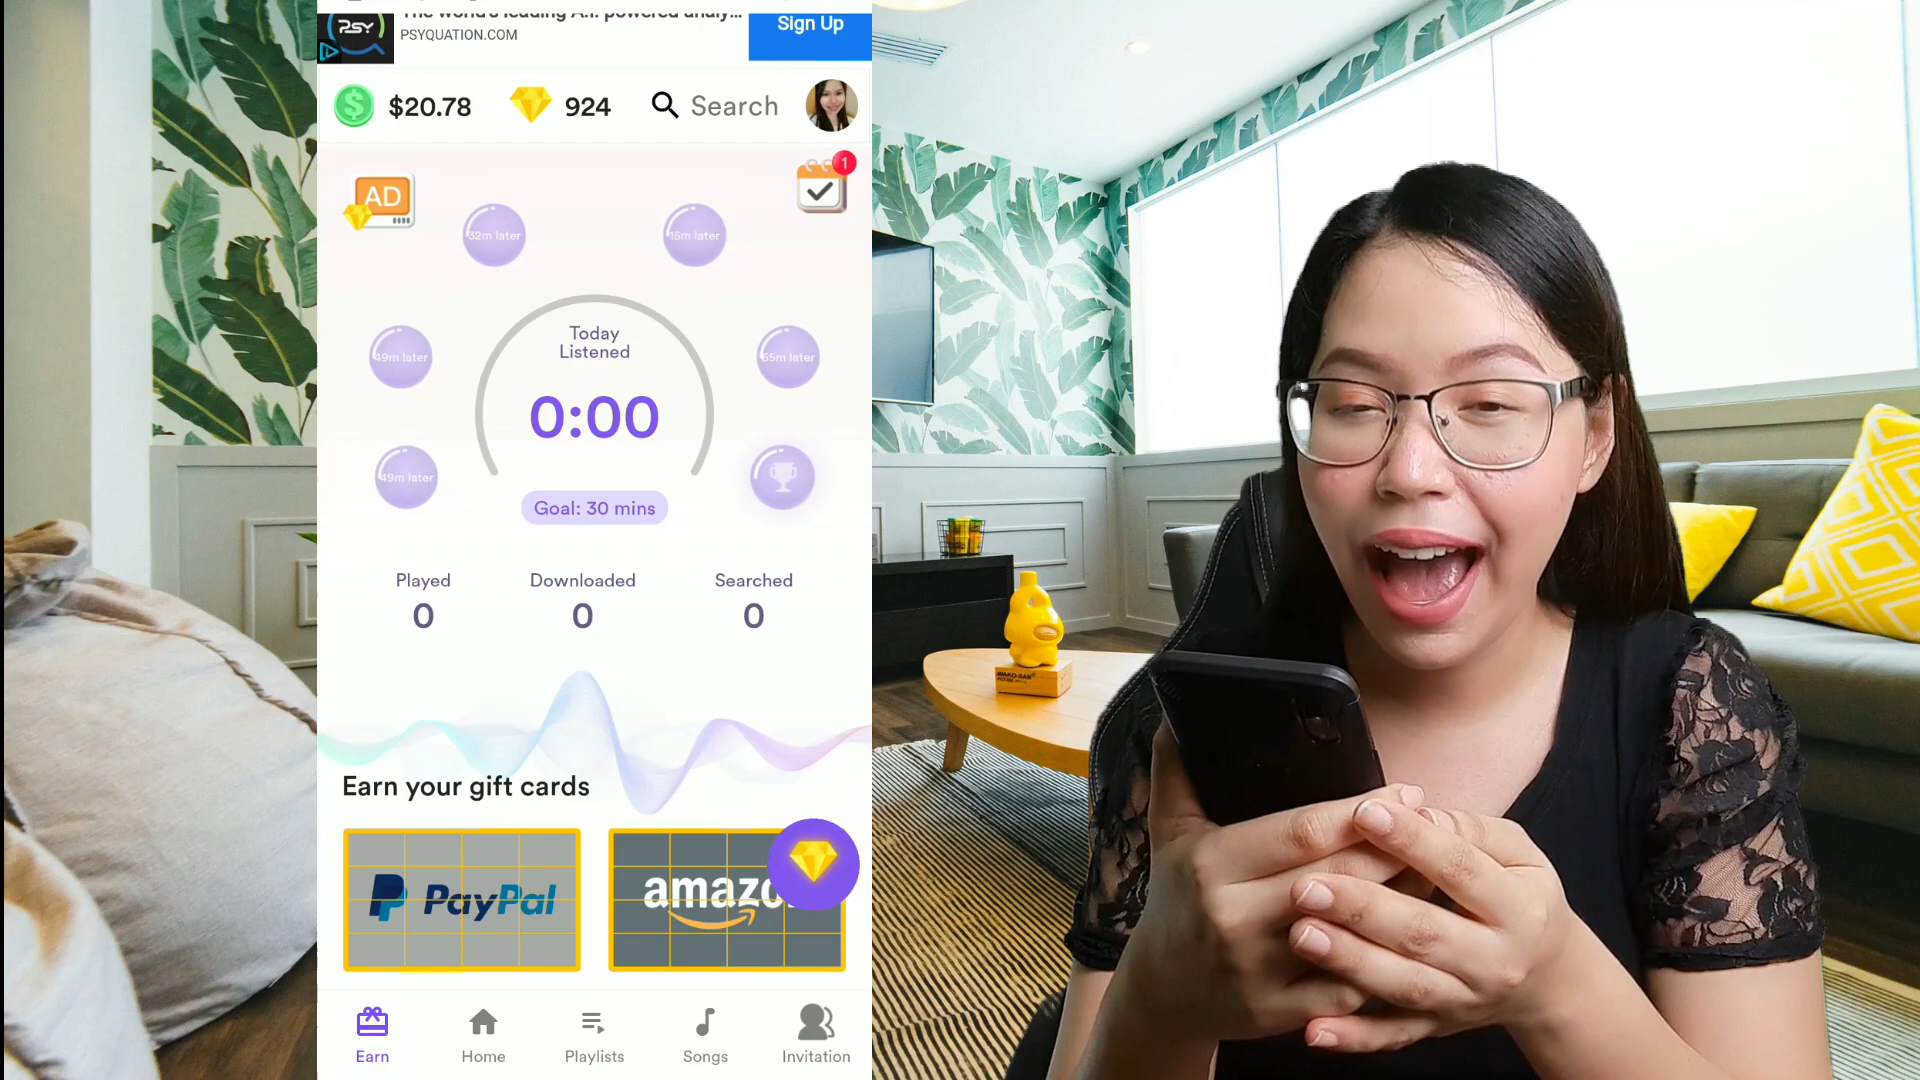 PSY
PSYQUATION.COM
Sign Up
$20.78
924
Search
AD
1
32m later
15m later
49m later
55m later
49m later
Today
Listened
0:00
Goal: 30 mins
Played
Downloaded
Searched
0
0
0
Earn your gift cards
PayPal
Earn
Home
Playlists
Songs
Invitation